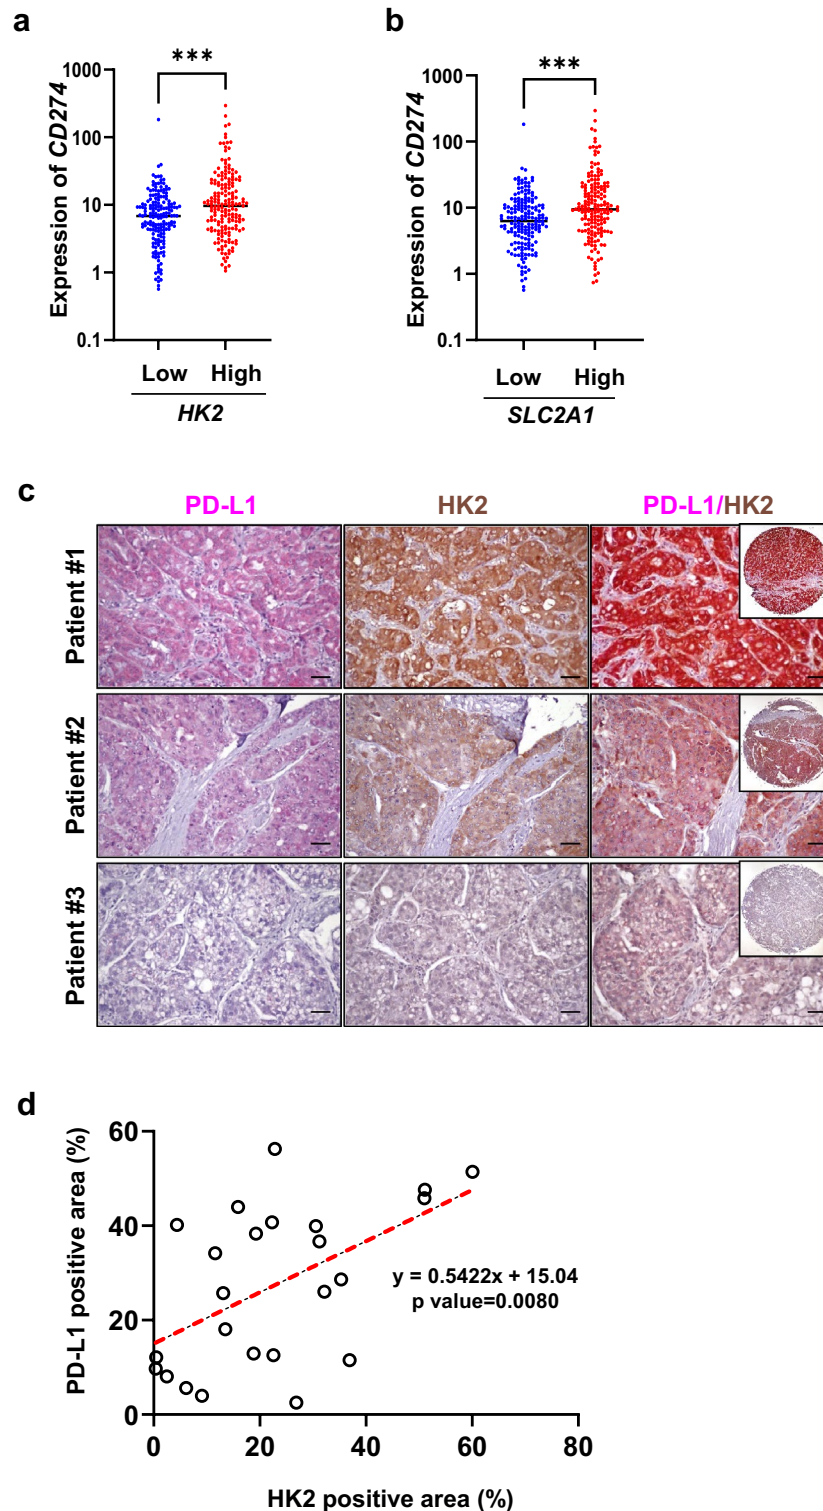 a
***
1000
100
10
1
0.1
Expression of CD274
Low High
HK2
b
***
1000
100
10
1
0.1
Expression of CD274
Low High
SLC2A1
c
PD-L1 HK2 PD-L1/HK2
Patient #1
Patient #2
Patient #3
d
60
40
20
0
PD-L1 positive area (%)
y = 0.5422x + 15.04
p value=0.0080
0 20 40 60 80
HK2 positive area (%)